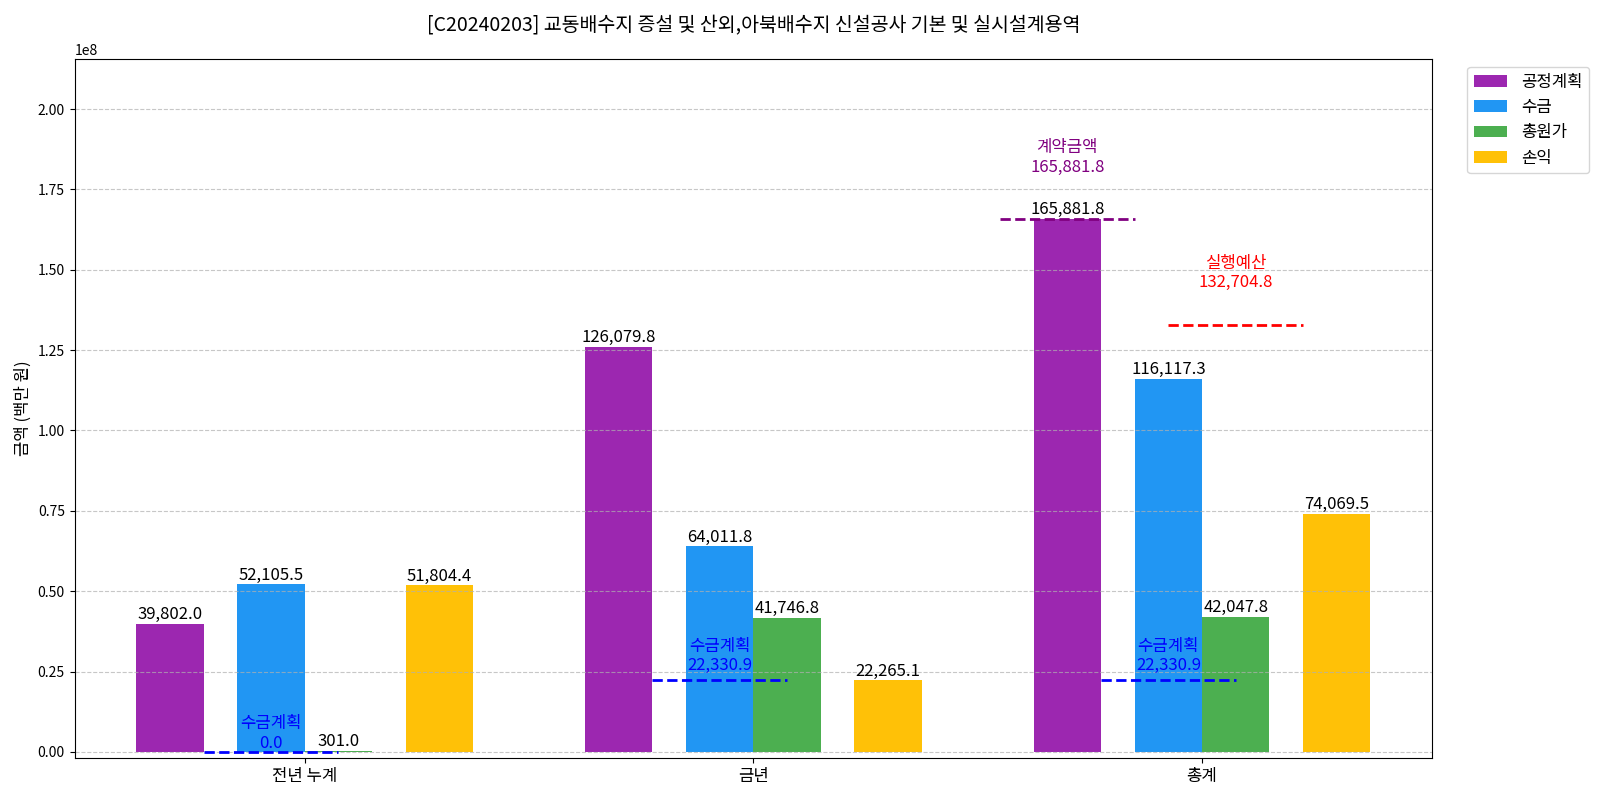 [C20240203] 교동배수지 증설 및 산외,아북배수지 신설공사 기본 및 실시설계용역
1e8
공정계획
수금
총원가
손익
금액 (백만 원)
2.00
1.75
1.50
1.25
1.00
0.75
0.50
0.25
0.00
39,802.0
52,105.5
수금계획
0.0
301.0
51,804.4
126,079.8
64,011.8
수금계획
22,330.9
41,746.8
22,265.1
계약금액
165,881.8
165,881.8
실행예산
132,704.8
116,117.3
수금계획
22,330.9
42,047.8
74,069.5
전년 누계
금년
총계